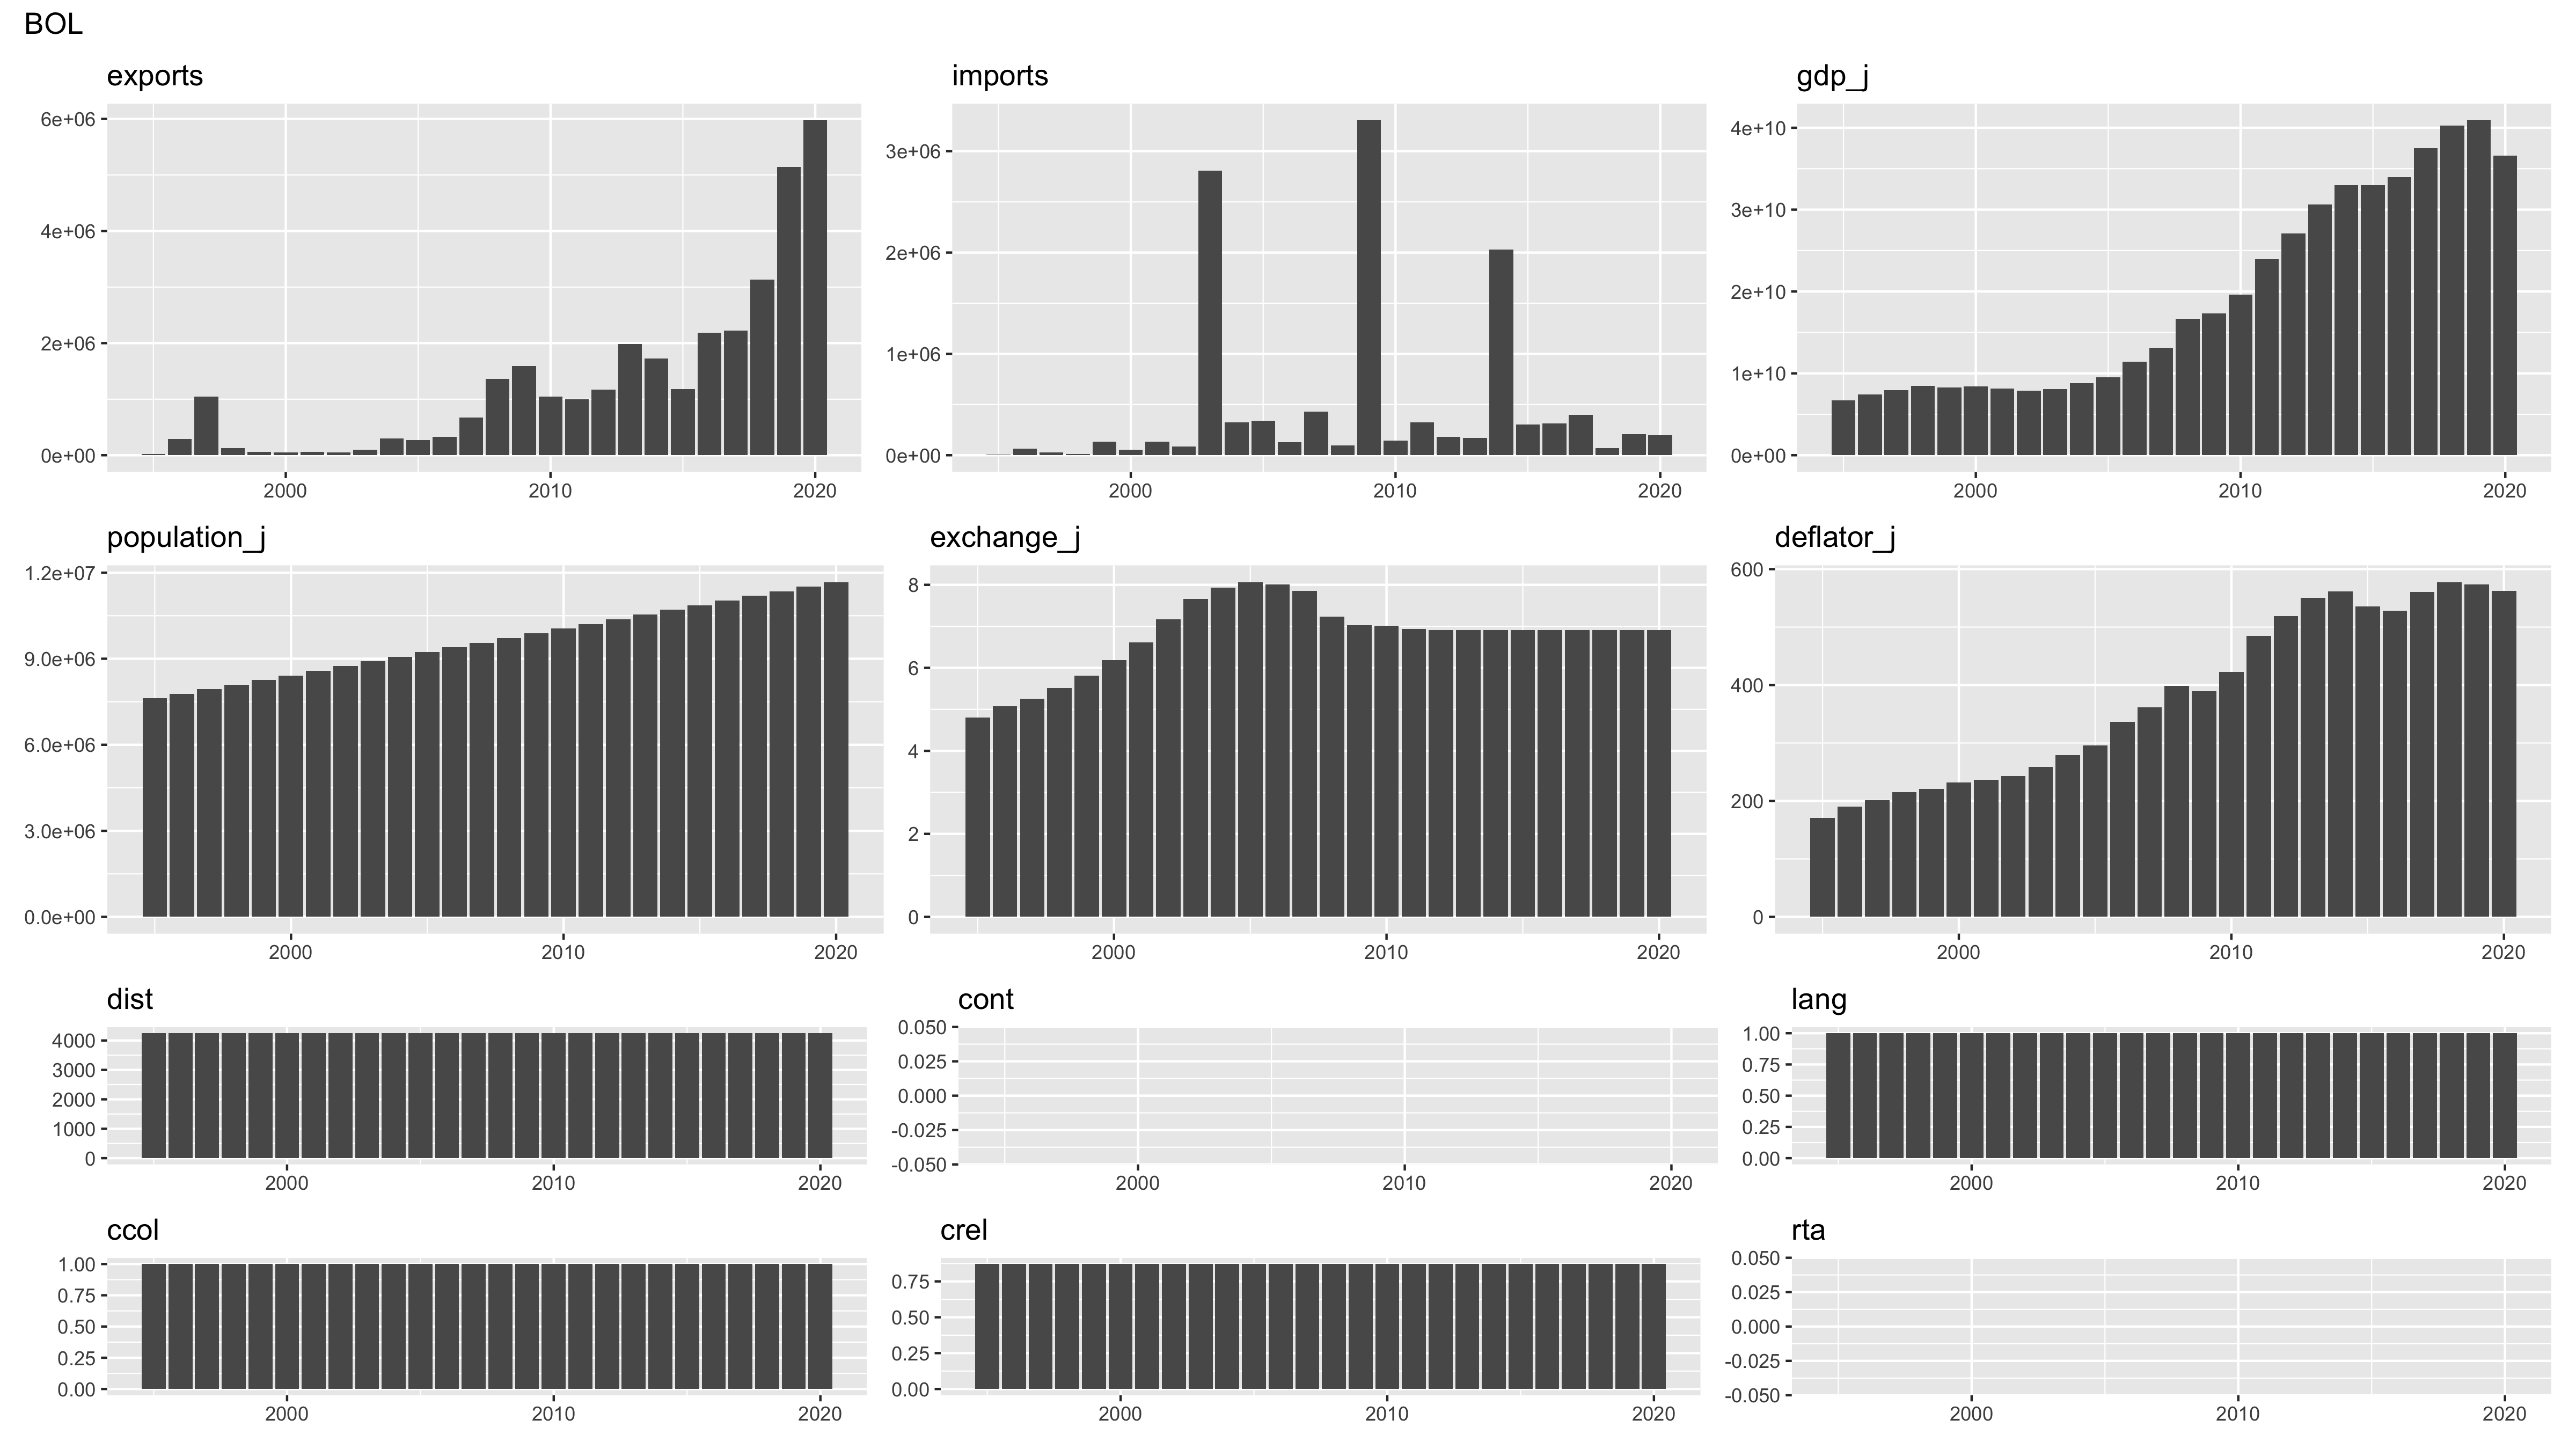 BOL
exports
6e+06
4e+06
2e+06
0e+00
2000 2010 2020
imports
3e+06
2e+06
1e+06
0e+00
2000 2010 2020
gdp_j
4e+10
3e+10
2e+10
1e+10
0e+00
2000 2010 2020
population_j
1.2e+07
9.0e+06
6.0e+06
3.0e+06
0.0e+00
2000 2010 2020
exchange_j
8
6
4
2
0
2000 2010 2020
deflator_j
600
400
200
0
2000 2010 2020
dist
4000
3000
2000
1000
0
2000 2010 2020
cont
0.050
0.025
0.000
-0.025
-0.050
2000 2010 2020
lang
1.00
0.75
0.50
0.25
0.00
2000 2010 2020
ccol
1.00
0.75
0.50
0.25
0.00
2000 2010 2020
crel
0.75
0.50
0.25
0.00
2000 2010 2020
rta
0.050
0.025
0.000
-0.025
-0.050
2000 2010 2020